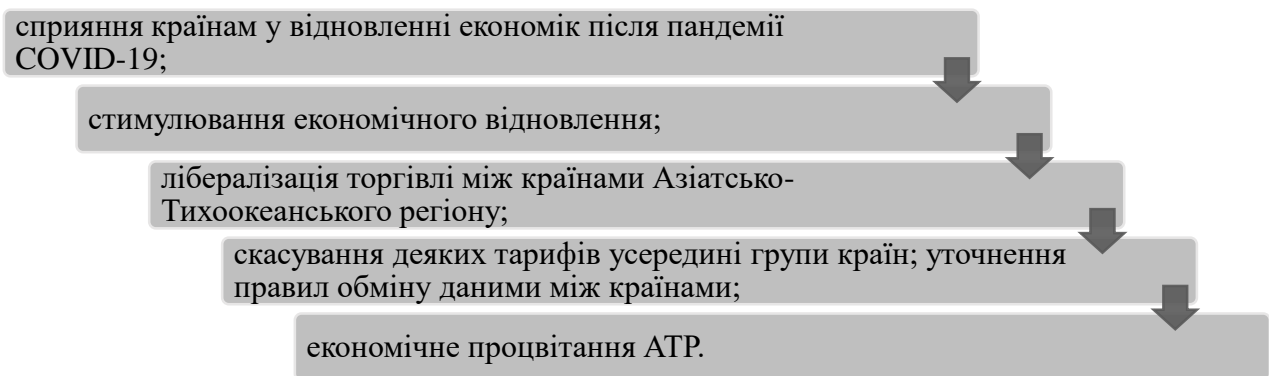 сприяння країнам у відновленні економік після пандемії
COVID-19;
стимулювання економічного відновлення;
лібералізація торгівлі між країнами Азіатсько-
Тихоокеанського регіону;
скасування деяких тарифів усередині групи країн; уточнення
правил обміну даними між країнами;
економічне процвітання АТР.